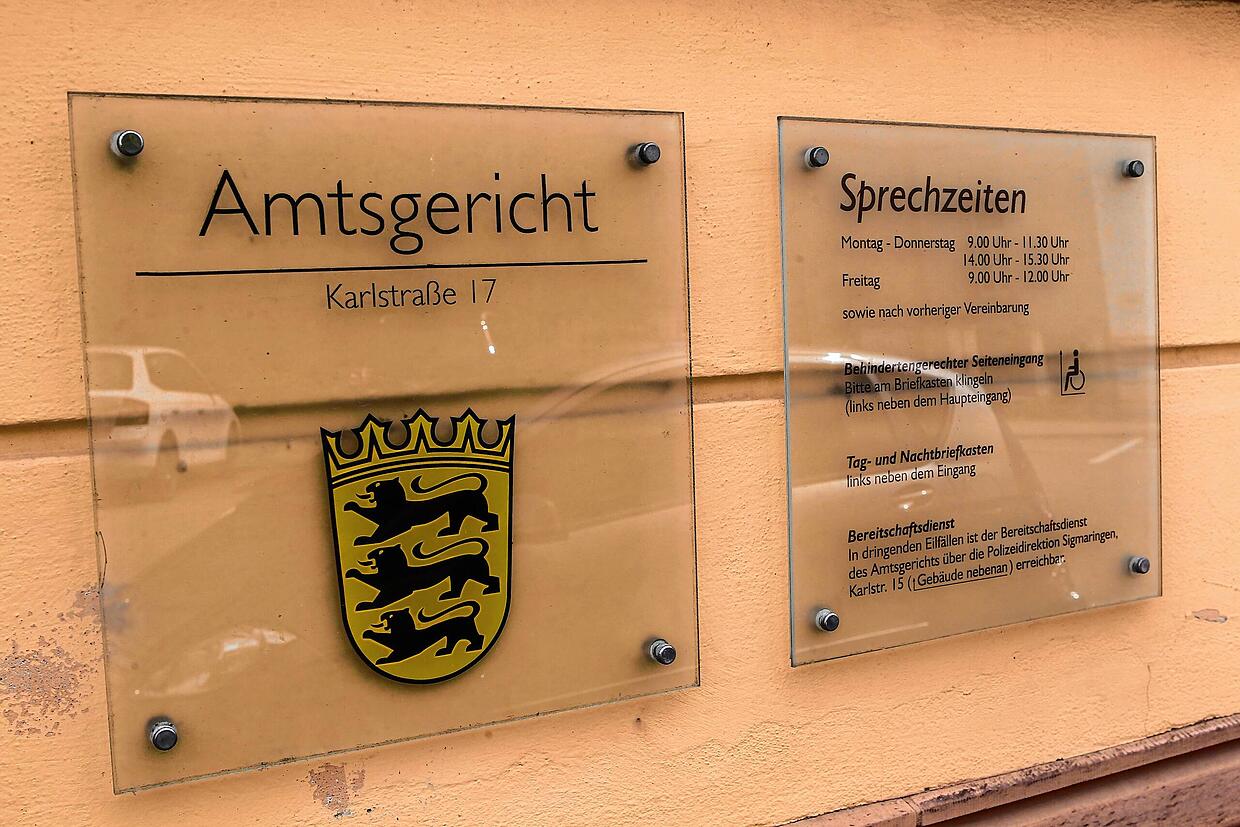 Amtsgericht
Karlstraße 17
Sprechzeiten
Montag - Donnerstag 9.00 Uhr - 11.30 Uhr
14.00 Uhr - 15.30 Uhr
Freitag 9.00 Uhr - 12.00 Uhr
sowie nach vorheriger Vereinbarung
Behindertengerechter Seiteneingang
Bitte am Briefkasten klingeln
(links neben dem Haupteingang)
Tag- und Nachtbriefkasten
links neben dem Eingang
Bereitschaftsdienst
In dringenden Eilfällen ist der Bereitschaftsdienst
des Amtsgerichts über die Polizeidirektion Sigmaringen,
Karlstr. 15 (↑Gebäude nebenan) erreichbar.